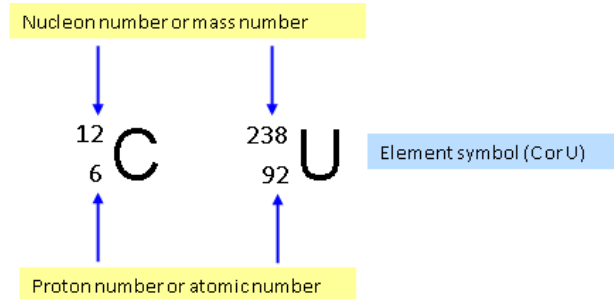 Nucleon number or mass number
12
6
C
238
92
U
Element symbol (C or U)
Proton number or atomic number